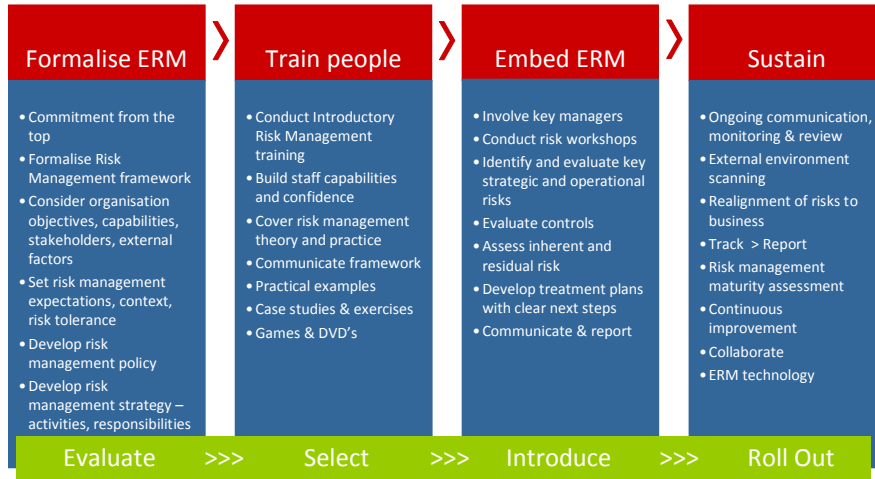 Formalise ERM
• Commitment from the
top
• Formalise Risk
Management framework
• Consider organisation
objectives, capabilities,
stakeholders, external
factors
• Set risk management
expectations, context,
risk tolerance
• Develop risk
management policy
• Develop risk
management strategy –
activities, responsibilities
Train people
• Conduct Introductory
Risk Management
training
• Build staff capabilities
and confidence
• Cover risk management
theory and practice
• Communicate framework
• Practical examples
• Case studies & exercises
• Games & DVD's
Embed ERM
• Involve key managers
• Conduct risk workshops
• Identify and evaluate key
strategic and operational
risks
• Evaluate controls
• Assess inherent and
residual risk
• Develop treatment plans
with clear next steps
• Communicate & report
Sustain
• Ongoing communication,
monitoring & review
• External environment
scanning
• Realignment of risks to
business
• Track > Report
• Risk management
maturity assessment
• Continuous
improvement
• Collaborate
• ERM technology
Evaluate >>> Select >>> Introduce >>> Roll Out